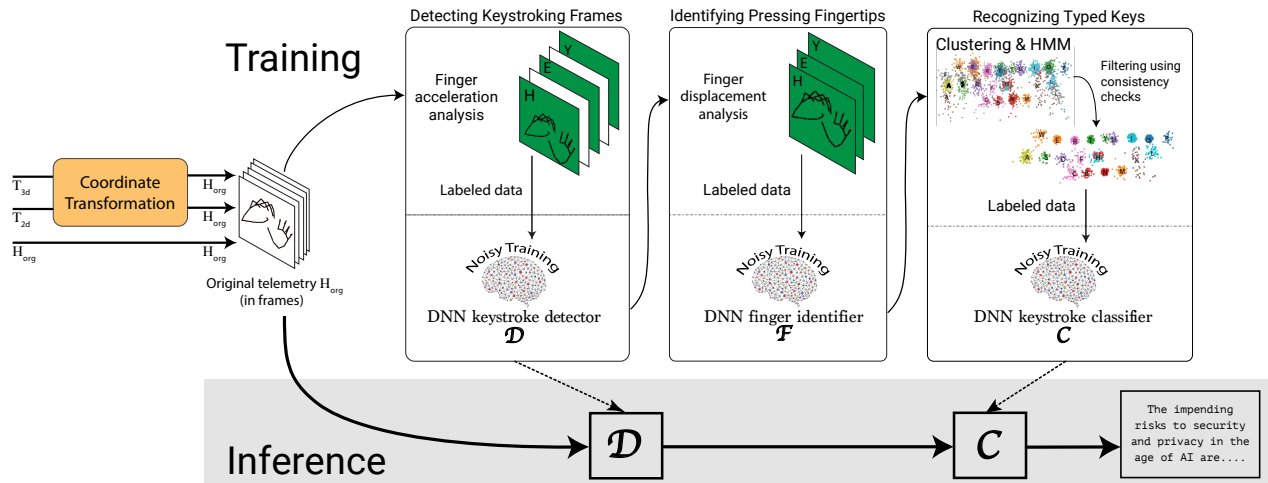 Training
T3d
T2d
Horg
Coordinate
Transformation
Horg
Horg
Horg
Original telemetry Horg
(in frames)
Detecting Keystroking Frames
Finger
acceleration
analysis
Y
E
H
Labeled data
Noisy Training
DNN keystroke detector
𝒟
Identifying Pressing Fingertips
Finger
displacement
analysis
Y
E
H
Labeled data
Noisy Training
DNN finger identifier
ℱ
Recognizing Typed Keys
Clustering & HMM
Filtering using
consistency
checks
Labeled data
Noisy Training
DNN keystroke classifier
𝒞
Inference
𝒟
𝒞
The impending
risks to security
and privacy in the
age of AI are....